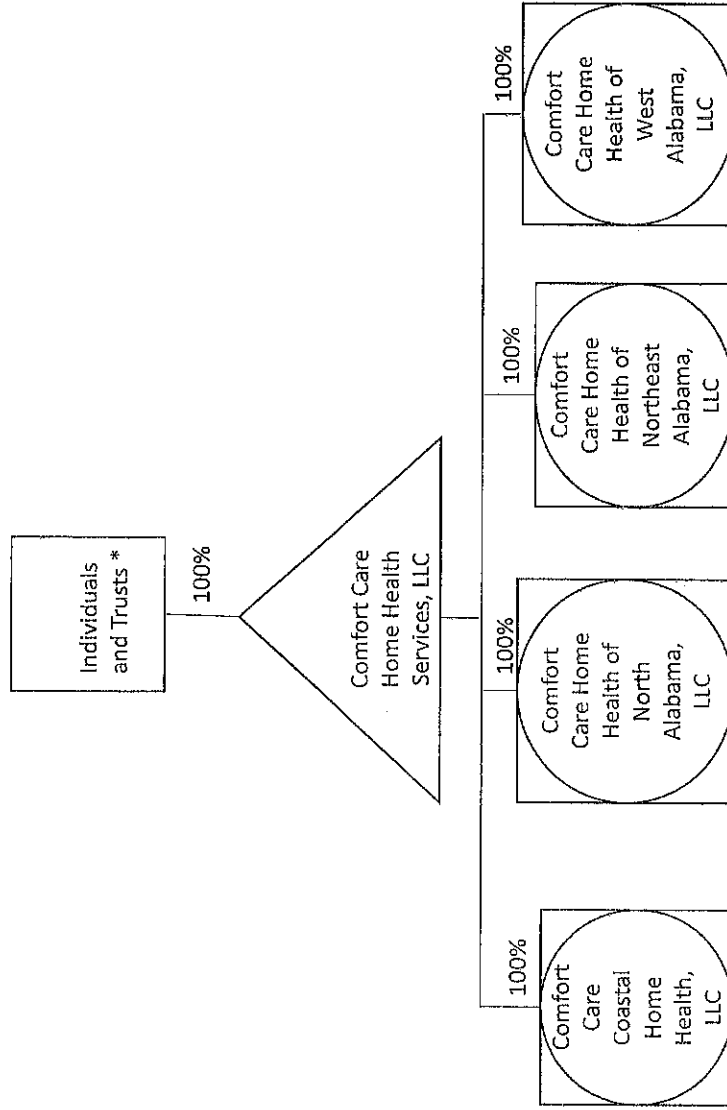 Individuals
and Trusts *
100%
Comfort Care
Home Health
Services, LLC
100%
Comfort
Care
Coastal
Home
Health,
LLC
100%
Comfort
Care Home
Health of
North
Alabama,
LLC
100%
Comfort
Care Home
Health of
Northeast
Alabama,
LLC
100%
Comfort
Care Home
Health of
West
Alabama,
LLC